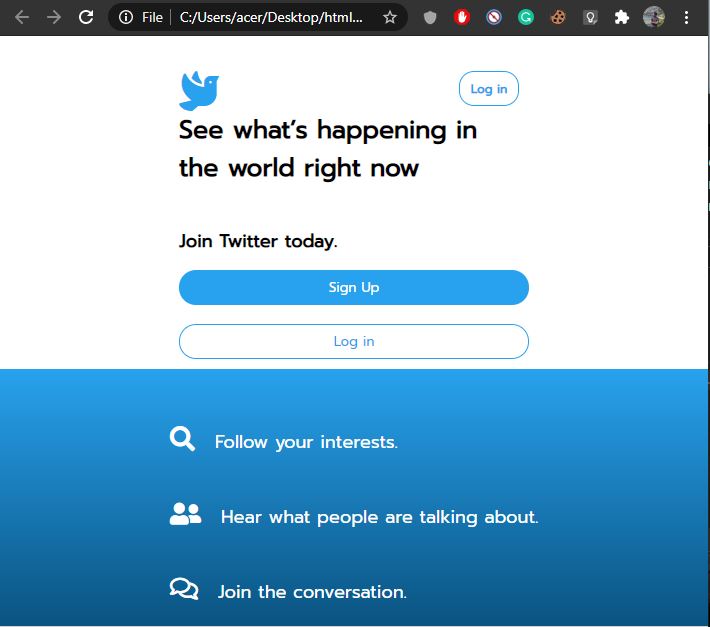 File C:/Users/acer/Desktop/html...
Log in
See what's happening in
the world right now
Join Twitter today.
Sign Up
Log in
Follow your interests.
Hear what people are talking about.
Join the conversation.